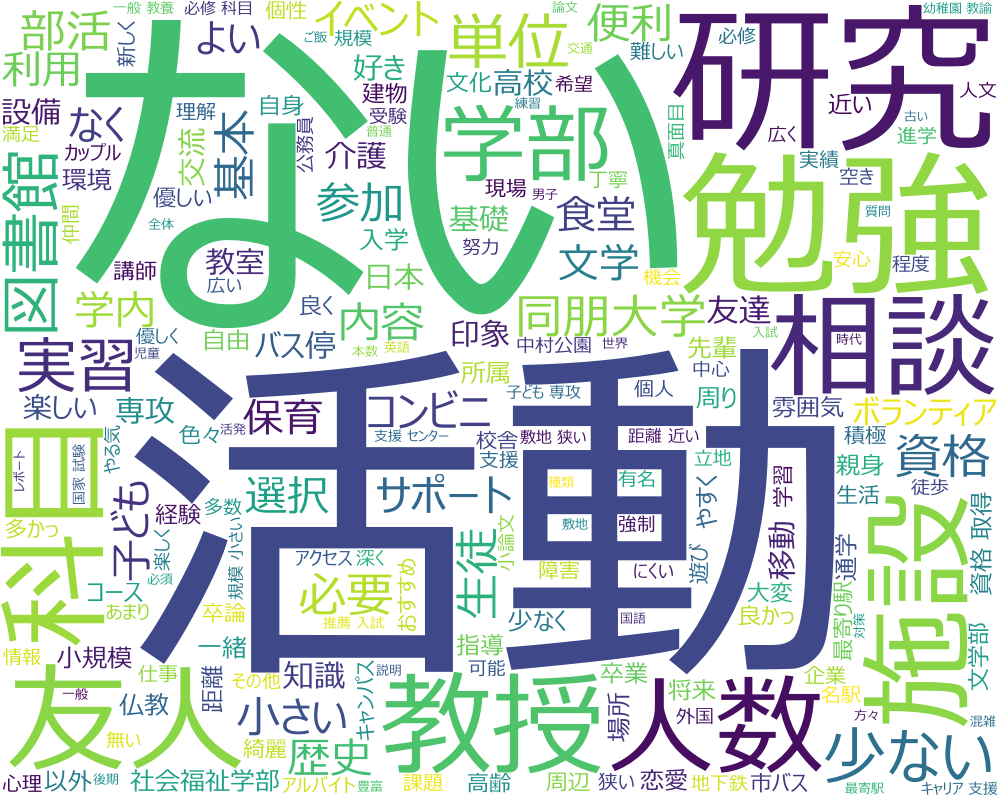 一般 教養
必修 科目
個性
イベント
論文
ご飯
規模
交通
便利
幼稚園 教諭
部活
新しく
よい
単位
難しい
必修
研究
利用
好き
文化
高校
希望
近い
人文
設備
理解
自身
建物
受験
練習
広く
古い
進学
満足
なく
ない
公務員
普通
学部
真面目
実績
カップル
交流
基本
介護
現場
丁寧
勉強
空き
環境
優しい
参加
男子
質問
図書館
仲間
全体
基礎
食堂
安心
程度
講師
教室
入学
努力
文学
機会
広い
日本
学内
良く
内容
印象
同朋大学
友達
相談
自由
優しく
児童
バス停
本数
英語
中村公園
世界
入試
時代
実習
所属
先輩
中心
楽しい
専攻
保育
コンビニ
子ども 専攻
個人
周り
雰囲気
ボランティア
科目
レポート
国家 試験
やる気
色々
活発
支援 センター
校舎
敷地 狭い
距離 近い
積極
支援
立地
親身
資格
活動
子ども
経験
多数
選択
サポート
種類
有名
やすく
移動
学習
生活
徒歩
多かっ
楽しく
規模 小さい
アクセス
深く
小論文
敷地
強制
遊び
通学
資格 取得
コース
必須
必要
おすすめ
生徒
障害
にくい
大変
施設
あまり
卒論
推薦 入試
少なく
国語
良かっ
最寄り駅
対策
情報
小規模
一緒
指導
文学部
友人
仕事
距離
その他
知識
キャンパス
説明
教授
可能
卒業
人数
将来
企業
名駅
一般
仏教
小さい
場所
外国
少ない
方々
混雑
無い
綺麗
歴史
心理
以外
後期
社会福祉学部
アルバイト
豊富
課題
高齢
周辺
狭い
恋愛
地下鉄
市バス
最寄駅
キャリア 支援